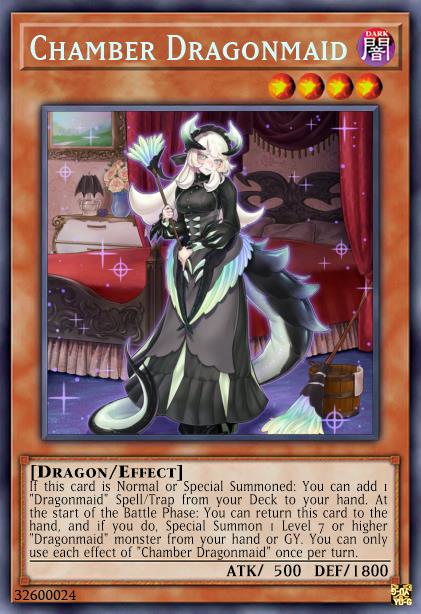 CHAMBER DRAGONMAID
DARK
闇
[DRAGON/EFFECT]
If this card is Normal or Special Summoned: You can add 1
"Dragonmaid" Spell/Trap from your Deck to your hand. At
the start of the Battle Phase: You can return this card to the
hand, and if you do, Special Summon 1 Level 7 or higher
"Dragonmaid" monster from your hand or GY. You can only
use each effect of "Chamber Dragonmaid" once per turn.
ATK/ 500 DEF/1800
32600024